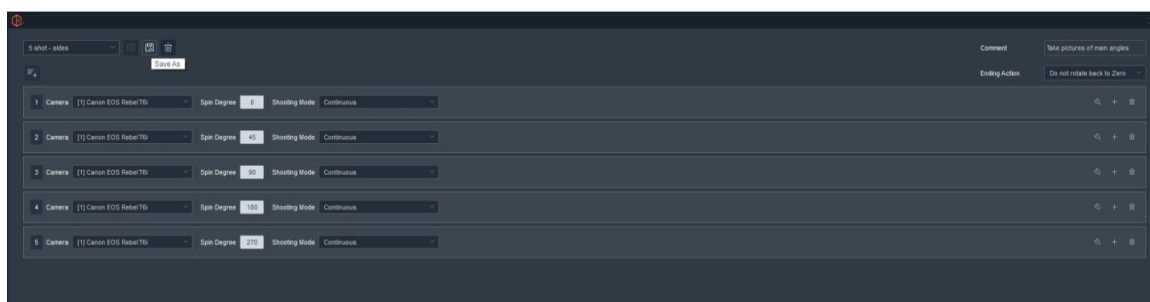 5 shot - sides
Save As
Comment Take pictures of main angles
Ending Action Do not rotate back to Zero
1 Camera [1] Canon EOS Rebel T6i Spin Degree 0 Shooting Mode Continuous
2 Camera [1] Canon EOS Rebel T6i Spin Degree 45 Shooting Mode Continuous
3 Camera [1] Canon EOS Rebel T6i Spin Degree 90 Shooting Mode Continuous
4 Camera [1] Canon EOS Rebel T6i Spin Degree 180 Shooting Mode Continuous
5 Camera [1] Canon EOS Rebel T6i Spin Degree 270 Shooting Mode Continuous